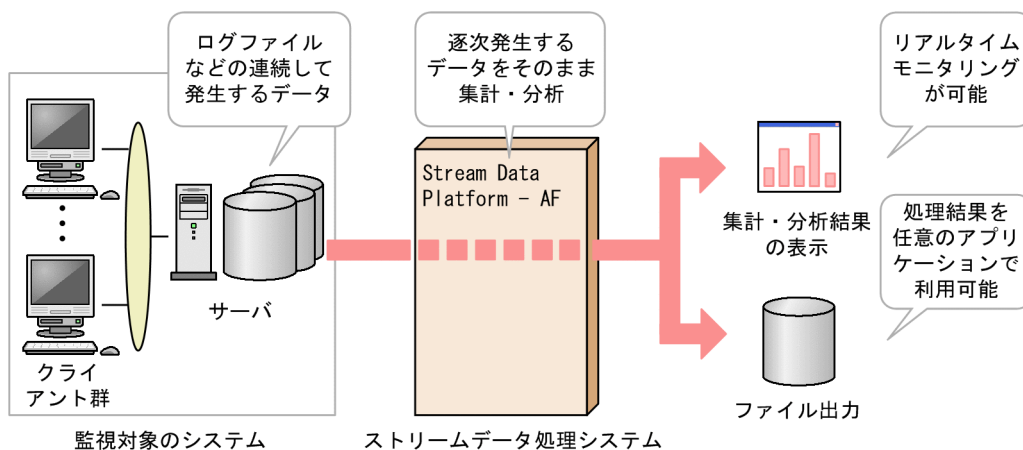 ログファイル
などの連続して
発生するデータ
逐次発生する
データをそのまま
集計・分析
リアルタイム
モニタリング
が可能
Stream Data
Platform - AF
集計・分析結果
の表示
処理結果を
任意のアプリ
ケーションで
利用可能
サーバ
クライ
アント群
ファイル出力
監視対象のシステム
ストリームデータ処理システム